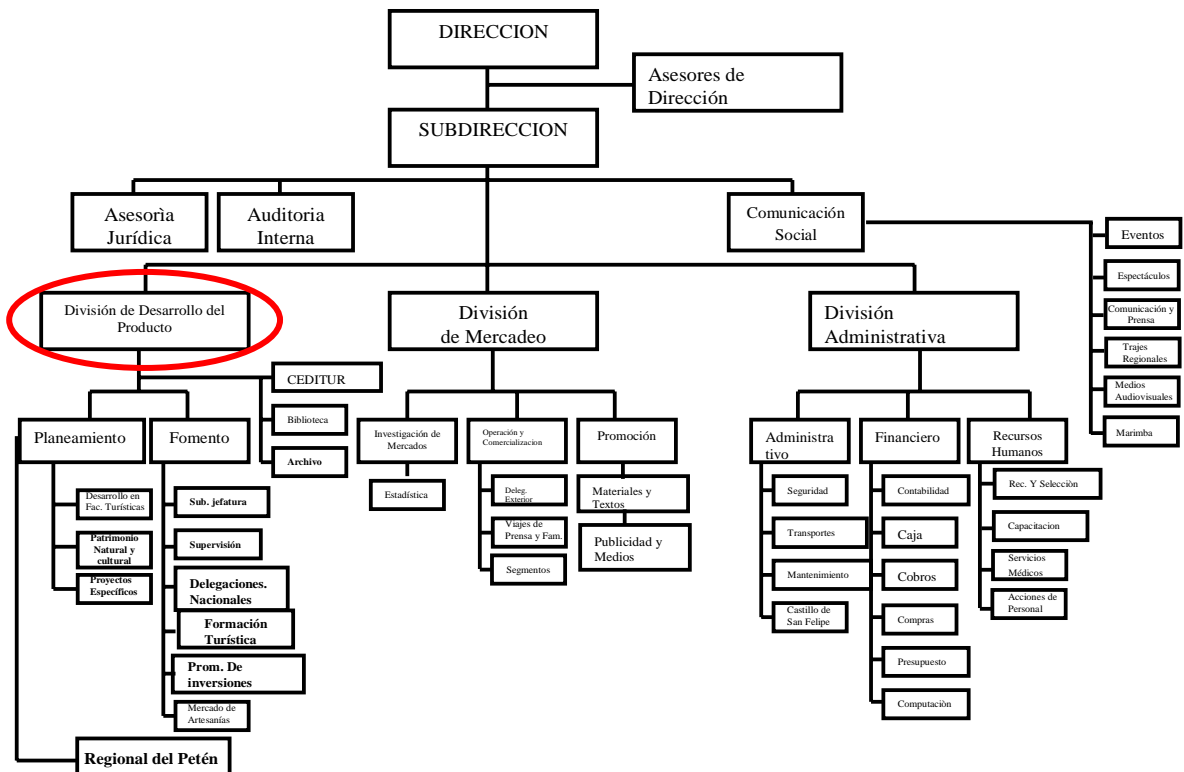 DIRECCION
Asesores de
Dirección
SUBDIRECCION
Asesorìa
Jurídica
Auditoria
Interna
Comunicación
Social
Eventos
Espectáculos
Comunicación y
Prensa
Trajes
Regionales
Medios
Audiovisuales
Marimba
División de Desarrollo del
Producto
División
de Mercadeo
División
Administrativa
CEDITUR
Biblioteca
Archivo
Planeamiento
Fomento
Desarrollo en
Fac. Turísticas
Patrimonio
Natural y
cultural
Proyectos
Específicos
Sub. jefatura
Supervisión
Delegaciones.
Nacionales
Formación
Turística
Prom. De
inversiones
Mercado de
Artesanías
Regional del Petén
Investigación de
Mercados
Estadística
Operación y
Comercializacion
Deleg.
Exterior
Viajes de
Prensa y Fam.
Segmentos
Promoción
Materiales y
Textos
Publicidad y
Medios
Administra
tivo
Seguridad
Transportes
Mantenimiento
Castillo de
San Felipe
Financiero
Contabilidad
Caja
Cobros
Compras
Presupuesto
Computaciòn
Recursos
Humanos
Rec. Y Selecciòn
Capacitacion
Servicios
Médicos
Acciones de
Personal